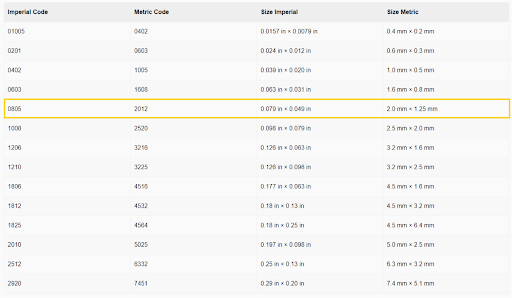 Imperial Code Metric Code Size Imperial Size Metric
01005 0402 0.0157 in × 0.0079 in 0.4 mm × 0.2 mm
0201 0603 0.024 in × 0.012 in 0.6 mm × 0.3 mm
0402 1005 0.039 in × 0.020 in 1.0 mm × 0.5 mm
0603 1608 0.063 in × 0.031 in 1.6 mm × 0.8 mm
0805 2012 0.079 in × 0.049 in 2.0 mm × 1.25 mm
1008 2520 0.098 in × 0.079 in 2.5 mm × 2.0 mm
1206 3216 0.126 in × 0.063 in 3.2 mm × 1.6 mm
1210 3225 0.126 in × 0.098 in 3.2 mm × 2.5 mm
1806 4516 0.177 in × 0.063 in 4.5 mm × 1.6 mm
1812 4532 0.18 in × 0.13 in 4.5 mm × 3.2 mm
1825 4564 0.18 in × 0.25 in 4.5 mm × 6.4 mm
2010 5025 0.197 in × 0.098 in 5.0 mm × 2.5 mm
2512 6332 0.25 in × 0.13 in 6.3 mm × 3.2 mm
2920 7451 0.29 in × 0.20 in 7.4 mm × 5.1 mm